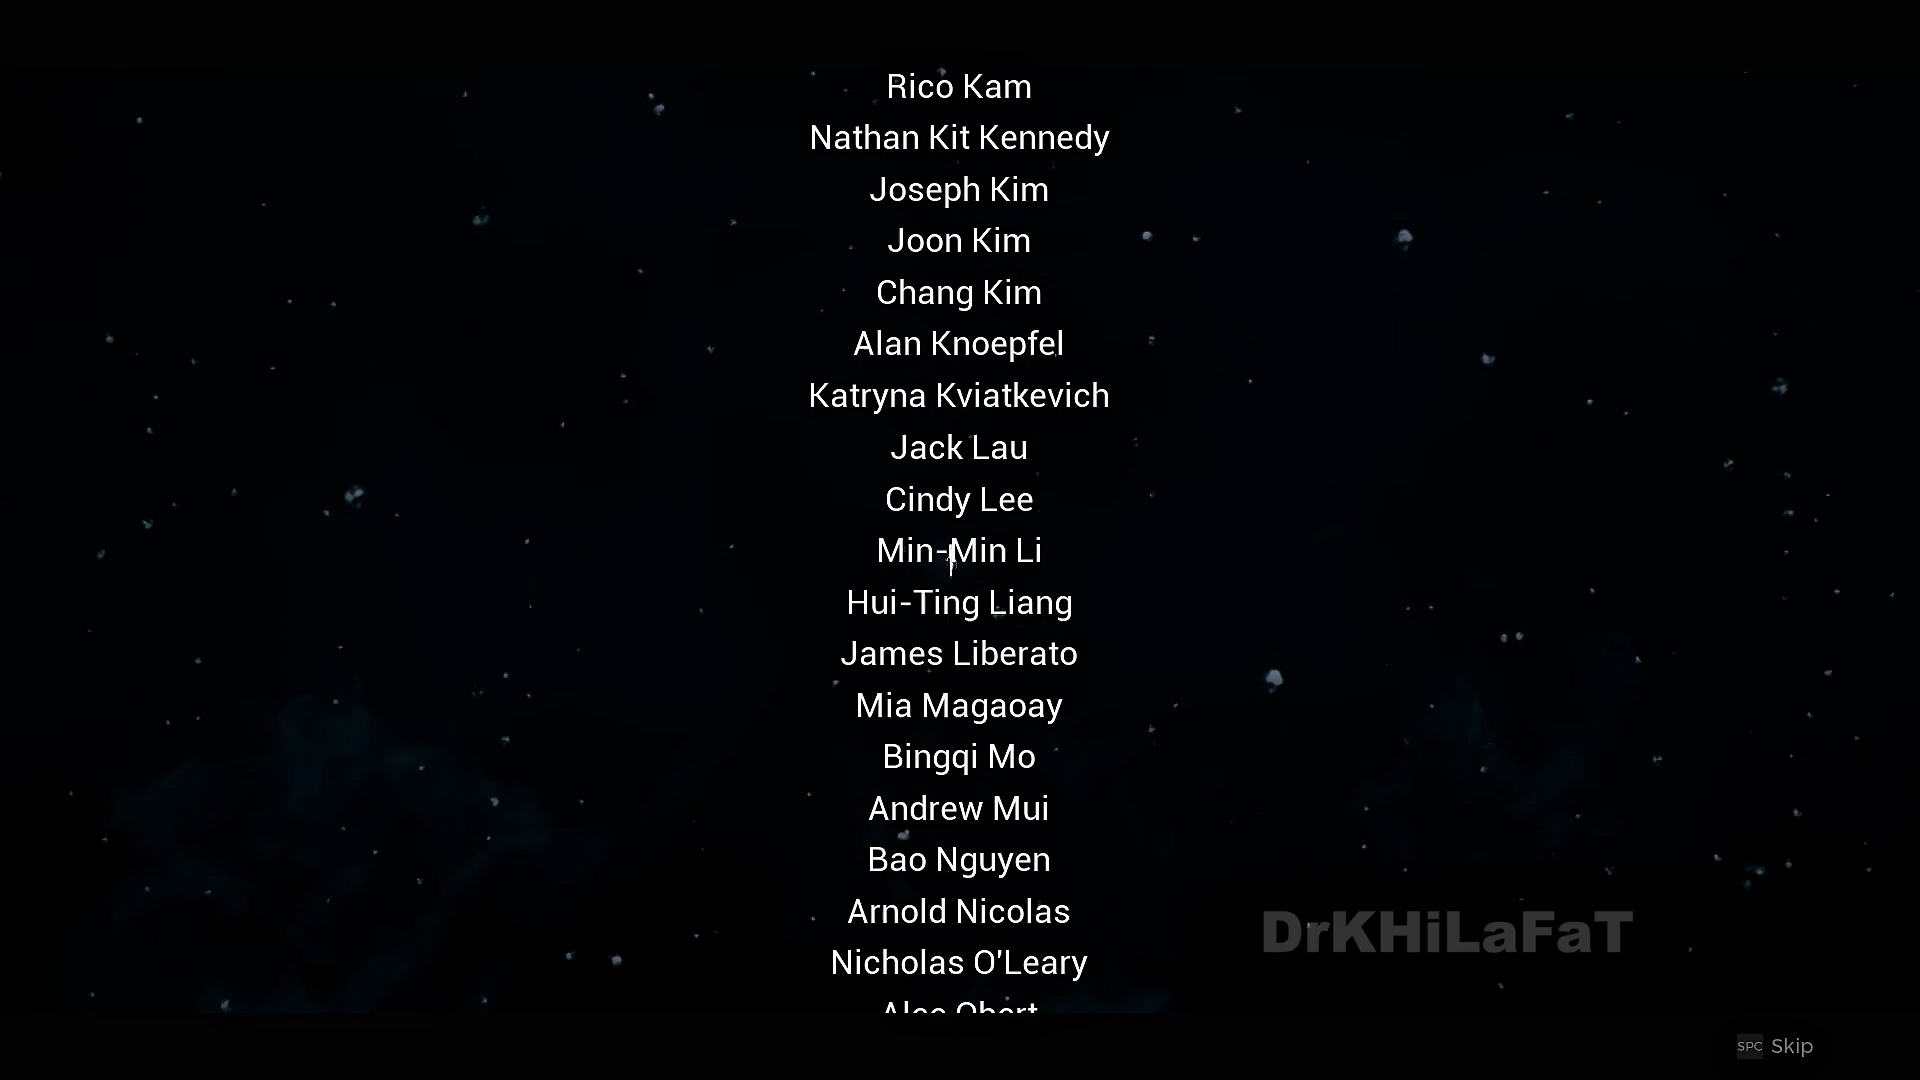 Rico Kam
Nathan Kit Kennedy
Joseph Kim
Joon Kim
Chang Kim
Alan Knoepfel
Katryna Kviatkevich
Jack Lau
Cindy Lee
Min-Min Li
Hui-Ting Liang
James Liberato
Mia Magaoay
Bingqi Mo
Andrew Mui
Bao Nguyen
Arnold Nicolas
DrKHiLaFaT
Nicholas O'Leary
SPC Skip